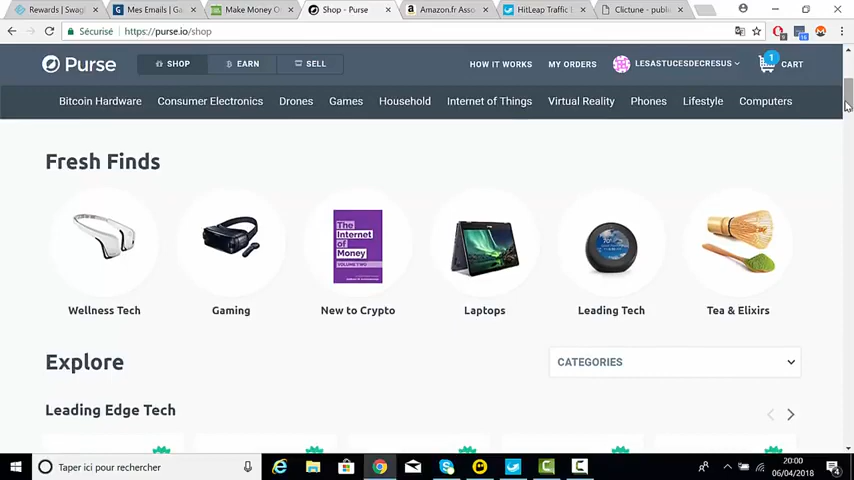 Rewards | Swag
Mes Emails | Ga
Make Money O
Shop - Purse
Amazon.fr Asso
HitLeap Traffic E
Clictune - publi
Sécurisé
https://purse.io/shop
Purse
SHOP
EARN
SELL
HOW IT WORKS
MY ORDERS
LESASTUCESDECRESUS
1
CART
Bitcoin Hardware
Consumer Electronics
Drones
Games
Household
Internet of Things
Virtual Reality
Phones
Lifestyle
Computers
Fresh Finds
The
Internet
of
Money
VOLUME TWO
Wellness Tech
Gaming
New to Crypto
Laptops
Leading Tech
Tea & Elixirs
Explore
CATEGORIES
Leading Edge Tech
Taper ici pour rechercher
20:00
06/04/2018
4